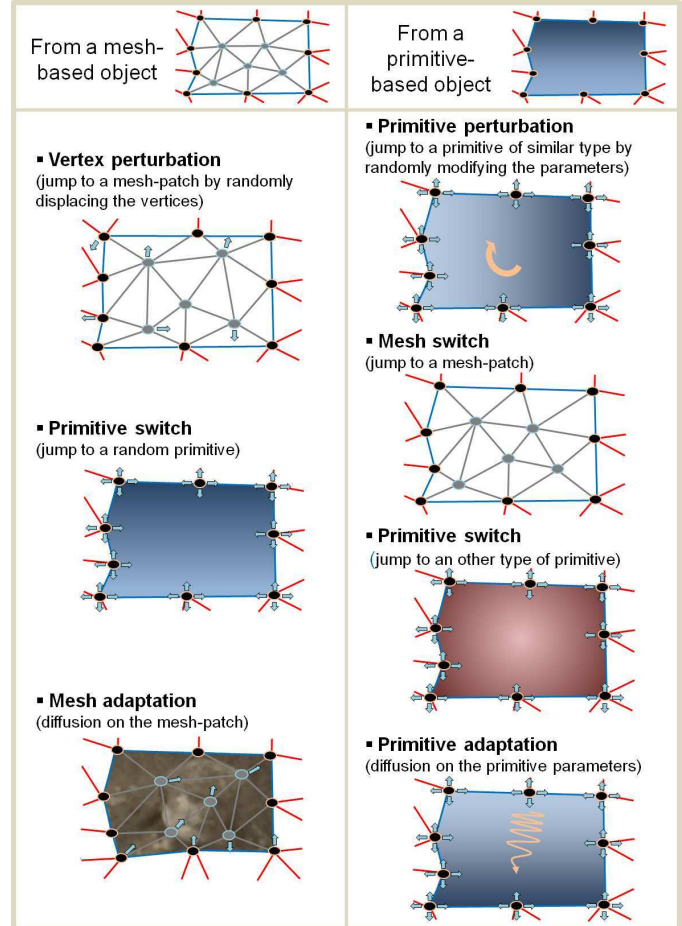 From a mesh-
based object
From a
primitive-
based object
▪ Vertex perturbation
(jump to a mesh-patch by randomly
displacing the vertices)
▪ Primitive switch
(jump to a random primitive)
▪ Mesh adaptation
(diffusion on the mesh-patch)
▪ Primitive perturbation
(jump to a primitive of similar type by
randomly modifying the parameters)
▪ Mesh switch
(jump to a mesh-patch)
▪ Primitive switch
(jump to an other type of primitive)
▪ Primitive adaptation
(diffusion on the primitive parameters)